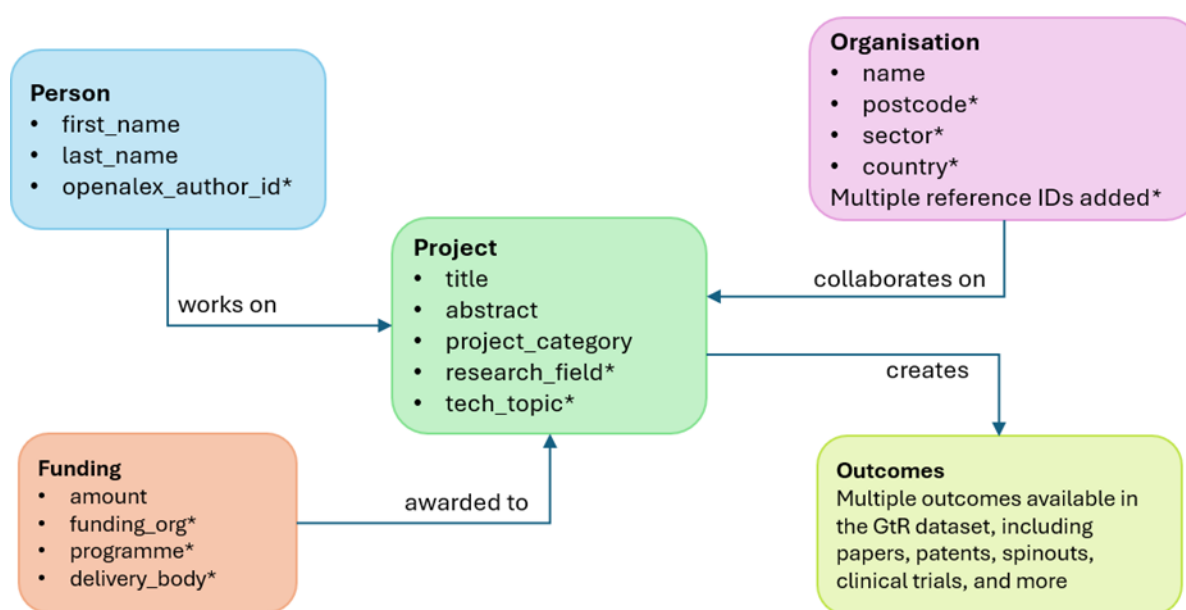 Person
• first_name
• last_name
• openalex_author_id*
Organisation
• name
• postcode*
• sector*
• country*
Multiple reference IDs added*
works on
Project
• title
• abstract
• project_category
• research_field*
• tech_topic*
collaborates on
creates
Funding
• amount
• funding_org*
• programme*
• delivery_body*
awarded to
Outcomes
Multiple outcomes available in
the GtR dataset, including
papers, patents, spinouts,
clinical trials, and more